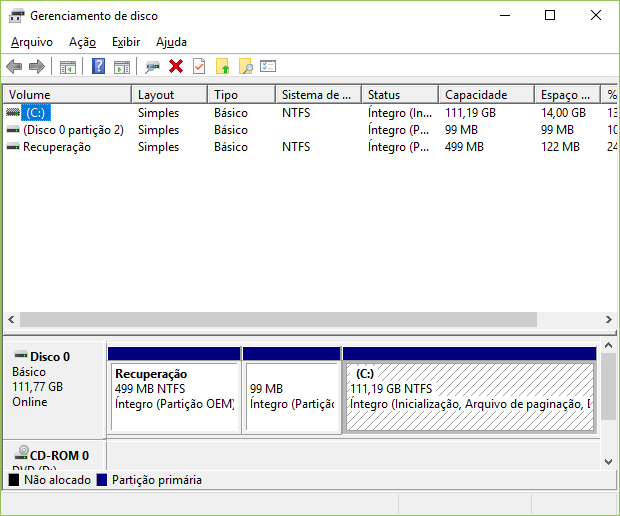 Gerenciamento de disco
Arquivo Ação Exibir Ajuda
Volume Layout Tipo Sistema de ... Status Capacidade Espaço ... %
(C:) Simples Básico NTFS Íntegro (In... 111,19 GB 14,00 GB 13
(Disco 0 partição 2) Simples Básico Íntegro (P... 99 MB 99 MB 10
Recuperação Simples Básico NTFS Íntegro (P... 499 MB 122 MB 24
Disco 0
Básico
111,77 GB
Online
Recuperação
499 MB NTFS
Íntegro (Partição OEM)
99 MB
Íntegro (Partiçã
(C:)
111,19 GB NTFS
Íntegro (Inicialização, Arquivo de paginação,
CD-ROM 0
DVD (D:)
Não alocado Partição primária